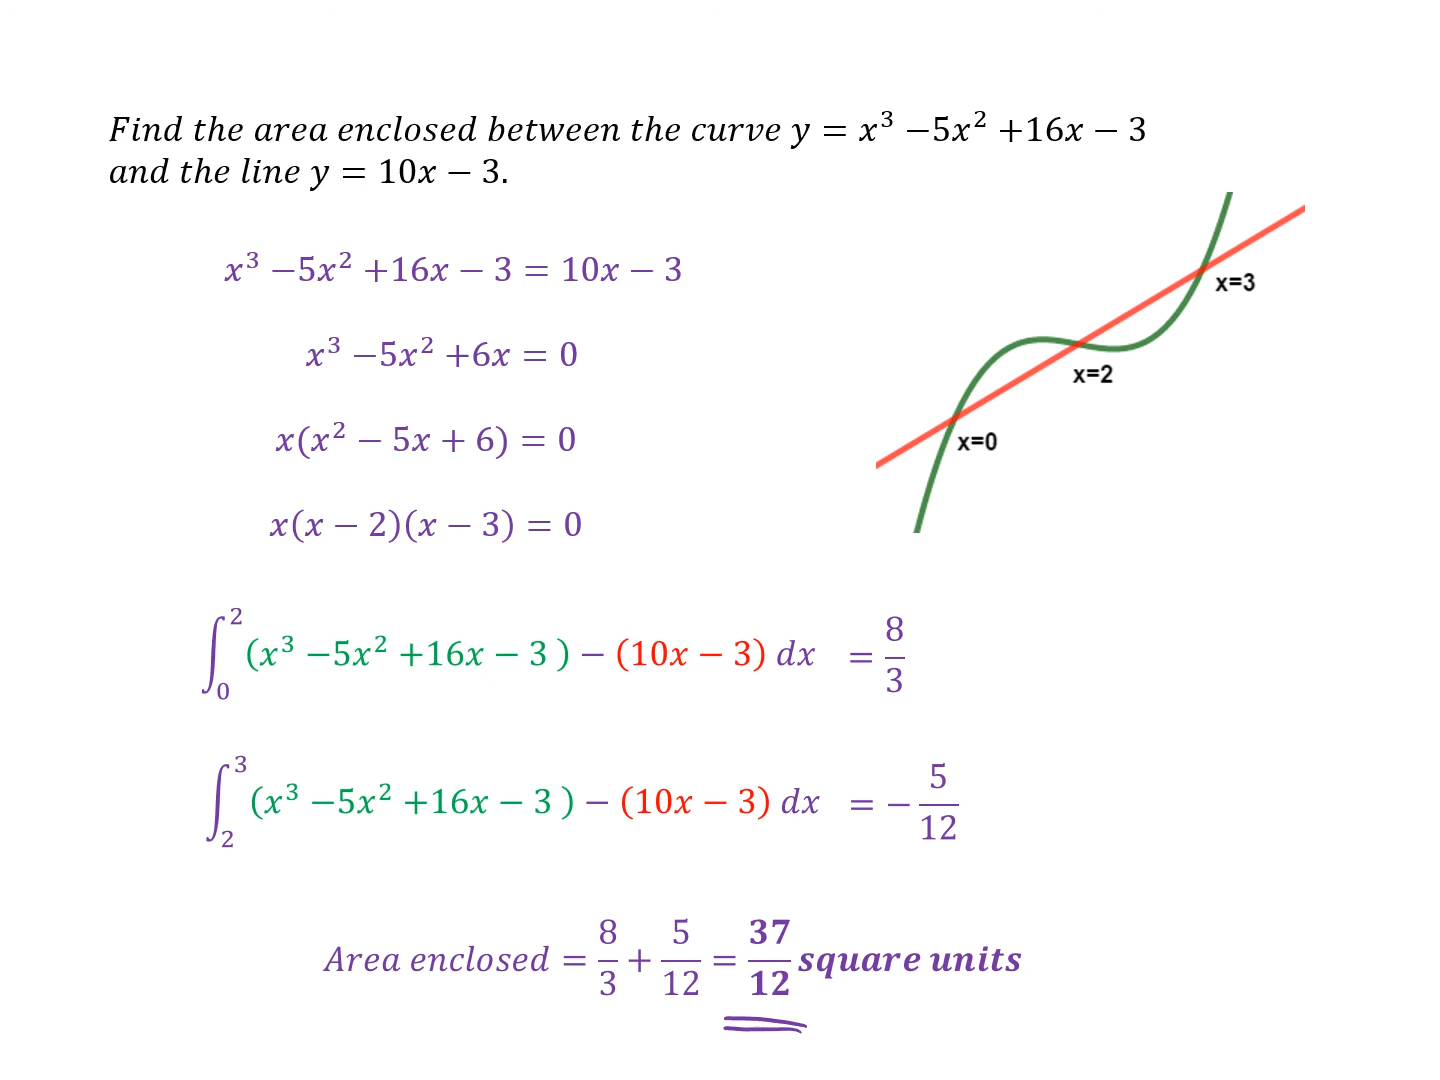 Find the area enclosed between the curve y = x³ −5x² +16x − 3
and the line y = 10x − 3.
x³ −5x² +16x − 3 = 10x − 3
x³ −5x² +6x = 0
x(x² − 5x + 6) = 0
x(x − 2)(x − 3) = 0
x=3
x=2
x=0
∫₀² (x³ −5x² +16x − 3 ) − (10x − 3) dx = 8/3
∫₂³ (x³ −5x² +16x − 3 ) − (10x − 3) dx = − 5/12
Area enclosed = 8/3 + 5/12 = 37/12 square units